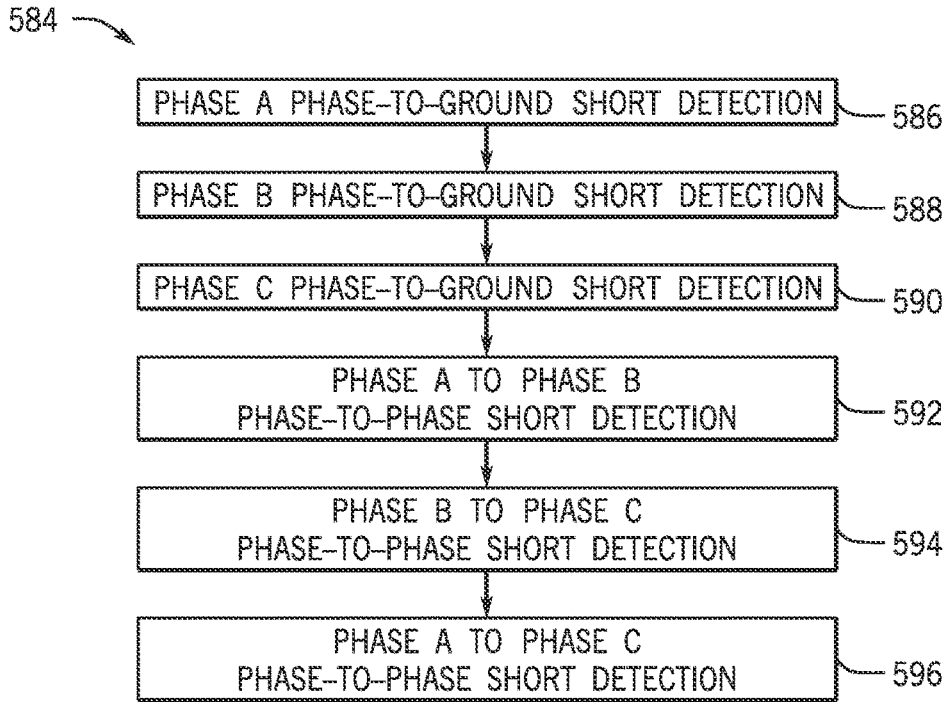 584
PHASE A PHASE-TO-GROUND SHORT DETECTION
586
PHASE B PHASE-TO-GROUND SHORT DETECTION
588
PHASE C PHASE-TO-GROUND SHORT DETECTION
590
PHASE A TO PHASE B
PHASE-TO-PHASE SHORT DETECTION
592
PHASE B TO PHASE C
PHASE-TO-PHASE SHORT DETECTION
594
PHASE A TO PHASE C
PHASE-TO-PHASE SHORT DETECTION
596